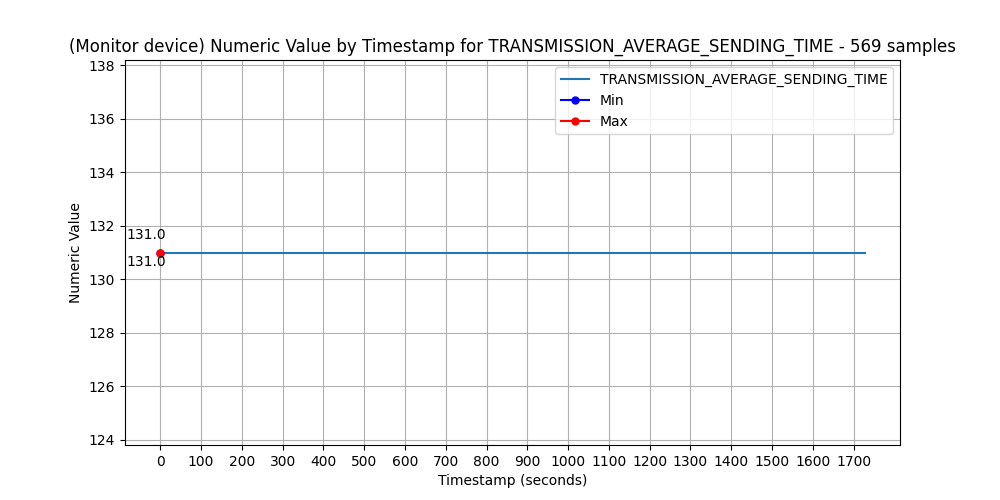 (Monitor device) Numeric Value by Timestamp for TRANSMISSION_AVERAGE_SENDING_TIME - 569 samples
138
136
134
132
130
128
126
124
Numeric Value
TRANSMISSION_AVERAGE_SENDING_TIME
Min
Max
131.0
131.0
0 100 200 300 400 500 600 700 800 900 1000 1100 1200 1300 1400 1500 1600 1700
Timestamp (seconds)